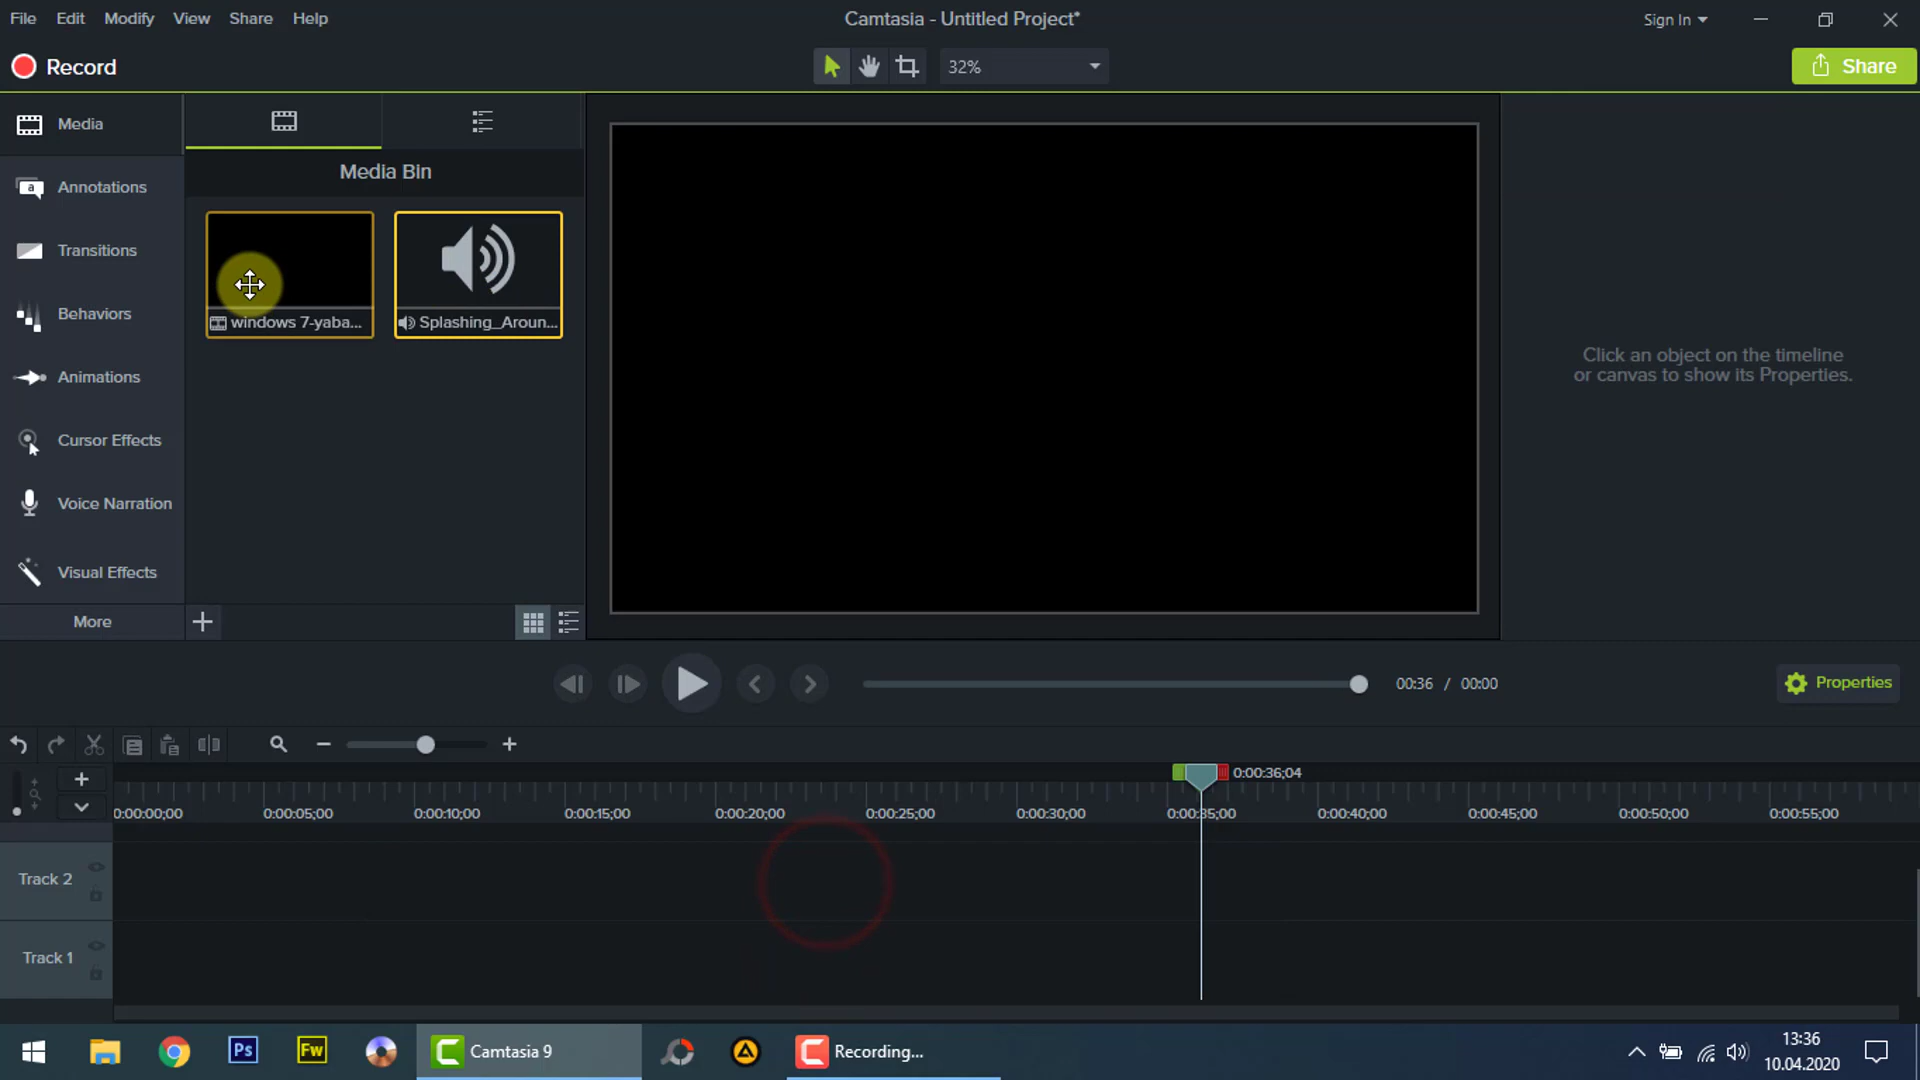 File Edit Modify View Share Help
Camtasia - Untitled Project*
Sign In
Record
32%
Share
Media
Annotations
Transitions
Behaviors
Animations
Cursor Effects
Voice Narration
Visual Effects
More
Media Bin
windows 7-yaba...
Splashing_Aroun...
Click an object on the timeline
or canvas to show its Properties.
00:36 / 00:00
Properties
0:00:36;04
0:00:00;00 0:00:05;00 0:00:10;00 0:00:15;00 0:00:20;00 0:00:25;00 0:00:30;00 0:00:35;00 0:00:40;00 0:00:45;00 0:00:50;00 0:00:55;00
Track 2
Track 1
Ps
Fw
Camtasia 9
Recording...
13:36
10.04.2020